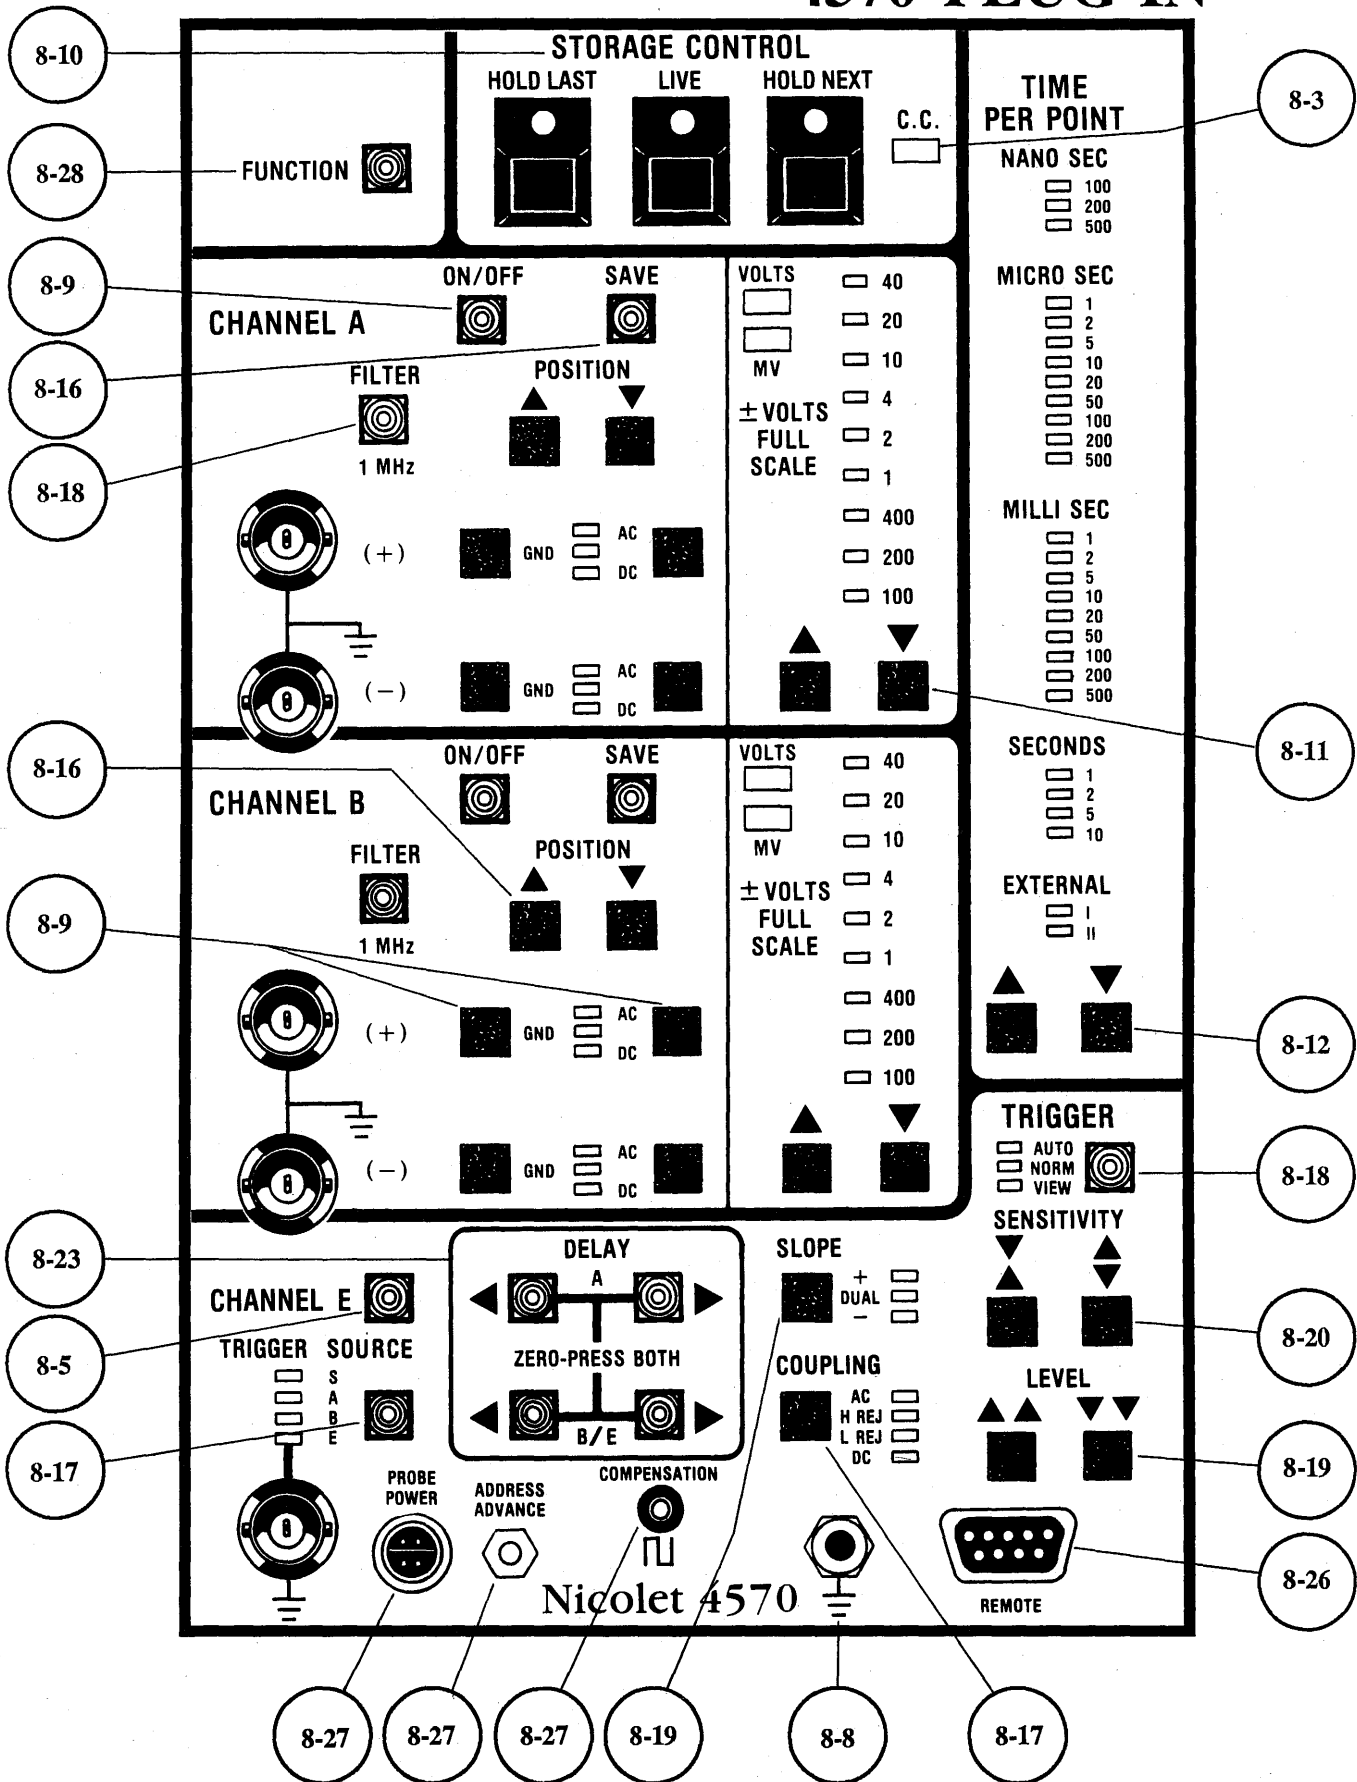 4570 PLUG-IN
8-10
STORAGE CONTROL
HOLD LAST
LIVE
HOLD NEXT
C.C.
8-3
TIME
PER POINT
NANO SEC
100
200
500
8-28
FUNCTION
MICRO SEC
1
2
5
10
20
50
100
200
500
MILLI SEC
1
2
5
10
20
50
100
200
500
SECONDS
1
2
5
10
EXTERNAL
I
II
8-12
8-9
CHANNEL A
ON/OFF
SAVE
8-16
FILTER
1 MHz
8-18
POSITION
(+)
GND
AC
DC
(−)
GND
AC
DC
VOLTS
MV
± VOLTS
FULL
SCALE
40
20
10
4
2
1
400
200
100
8-11
8-16
CHANNEL B
ON/OFF
SAVE
FILTER
1 MHz
POSITION
8-9
(+)
GND
AC
DC
(−)
GND
AC
DC
VOLTS
MV
± VOLTS
FULL
SCALE
40
20
10
4
2
1
400
200
100
TRIGGER
AUTO
NORM
VIEW
8-18
SENSITIVITY
8-20
LEVEL
8-19
8-23
DELAY
A
ZERO-PRESS BOTH
B/E
SLOPE
+
DUAL
−
COUPLING
AC
H REJ
L REJ
DC
CHANNEL E
8-5
TRIGGER SOURCE
S
A
B
E
8-17
PROBE
POWER
ADDRESS
ADVANCE
COMPENSATION
Nicolet 4570
REMOTE
8-26
8-27
8-27
8-27
8-19
8-8
8-17